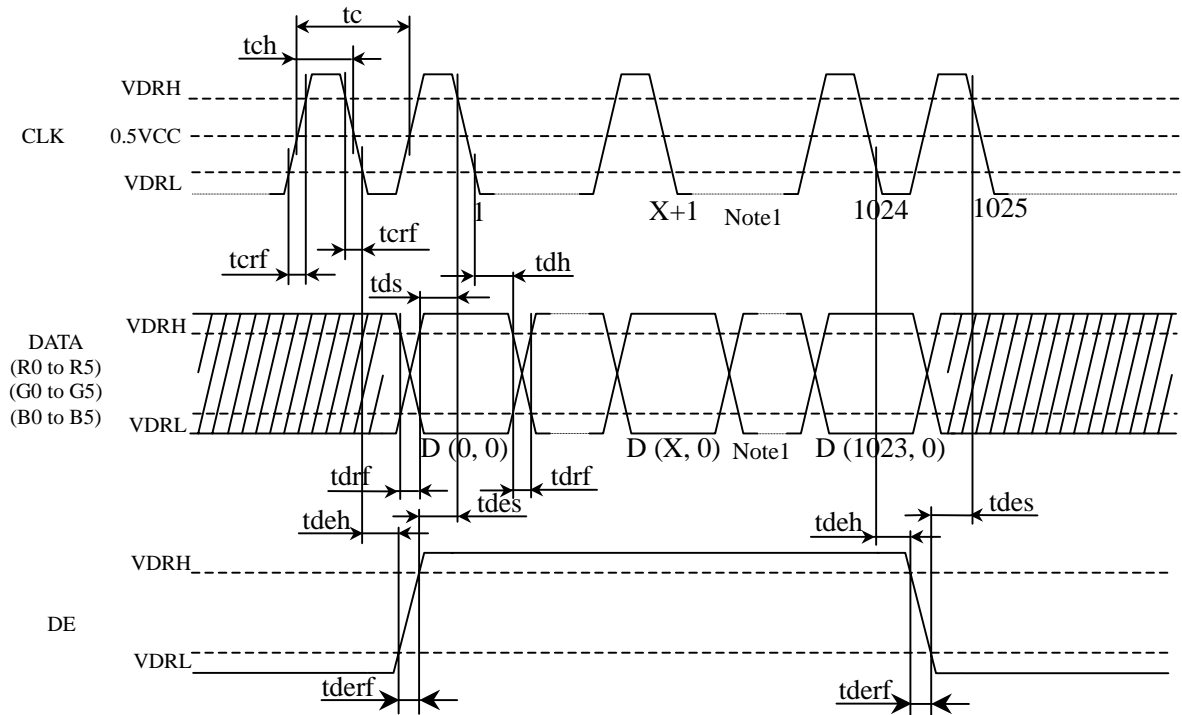 tc
tch
VDRH
CLK
0.5VCC
VDRL
1
X+1
Note1
1024
1025
tcrf
tcrf
tdh
tds
VDRH
DATA
(R0 to R5)
(G0 to G5)
(B0 to B5)
VDRL
D (0, 0)
D (X, 0)
Note1
D (1023, 0)
tdrf
tdrf
tdeh
tdes
tdeh
tdes
VDRH
DE
VDRL
tderf
tderf